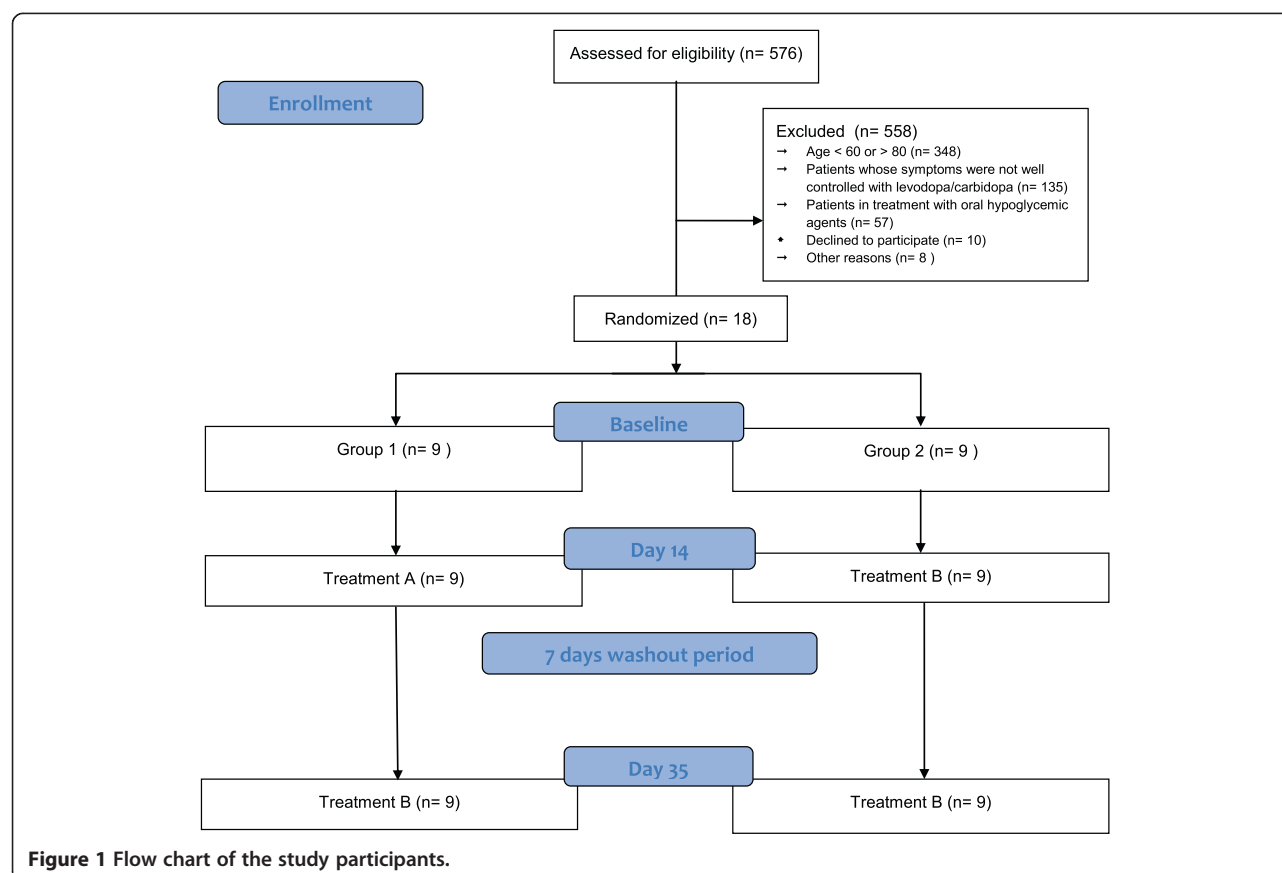 Assessed for eligibility (n= 576)
Enrollment
Excluded (n= 558)
→ Age < 60 or > 80 (n= 348)
→ Patients whose symptoms were not well
controlled with levodopa/carbidopa (n= 135)
→ Patients in treatment with oral hypoglycemic
agents (n= 57)
◆ Declined to participate (n= 10)
→ Other reasons (n= 8 )
Randomized (n= 18)
Baseline
Group 1 (n= 9 )
Group 2 (n= 9 )
Day 14
Treatment A (n= 9)
Treatment B (n= 9)
7 days washout period
Day 35
Treatment B (n= 9)
Treatment B (n= 9)
Figure 1 Flow chart of the study participants.